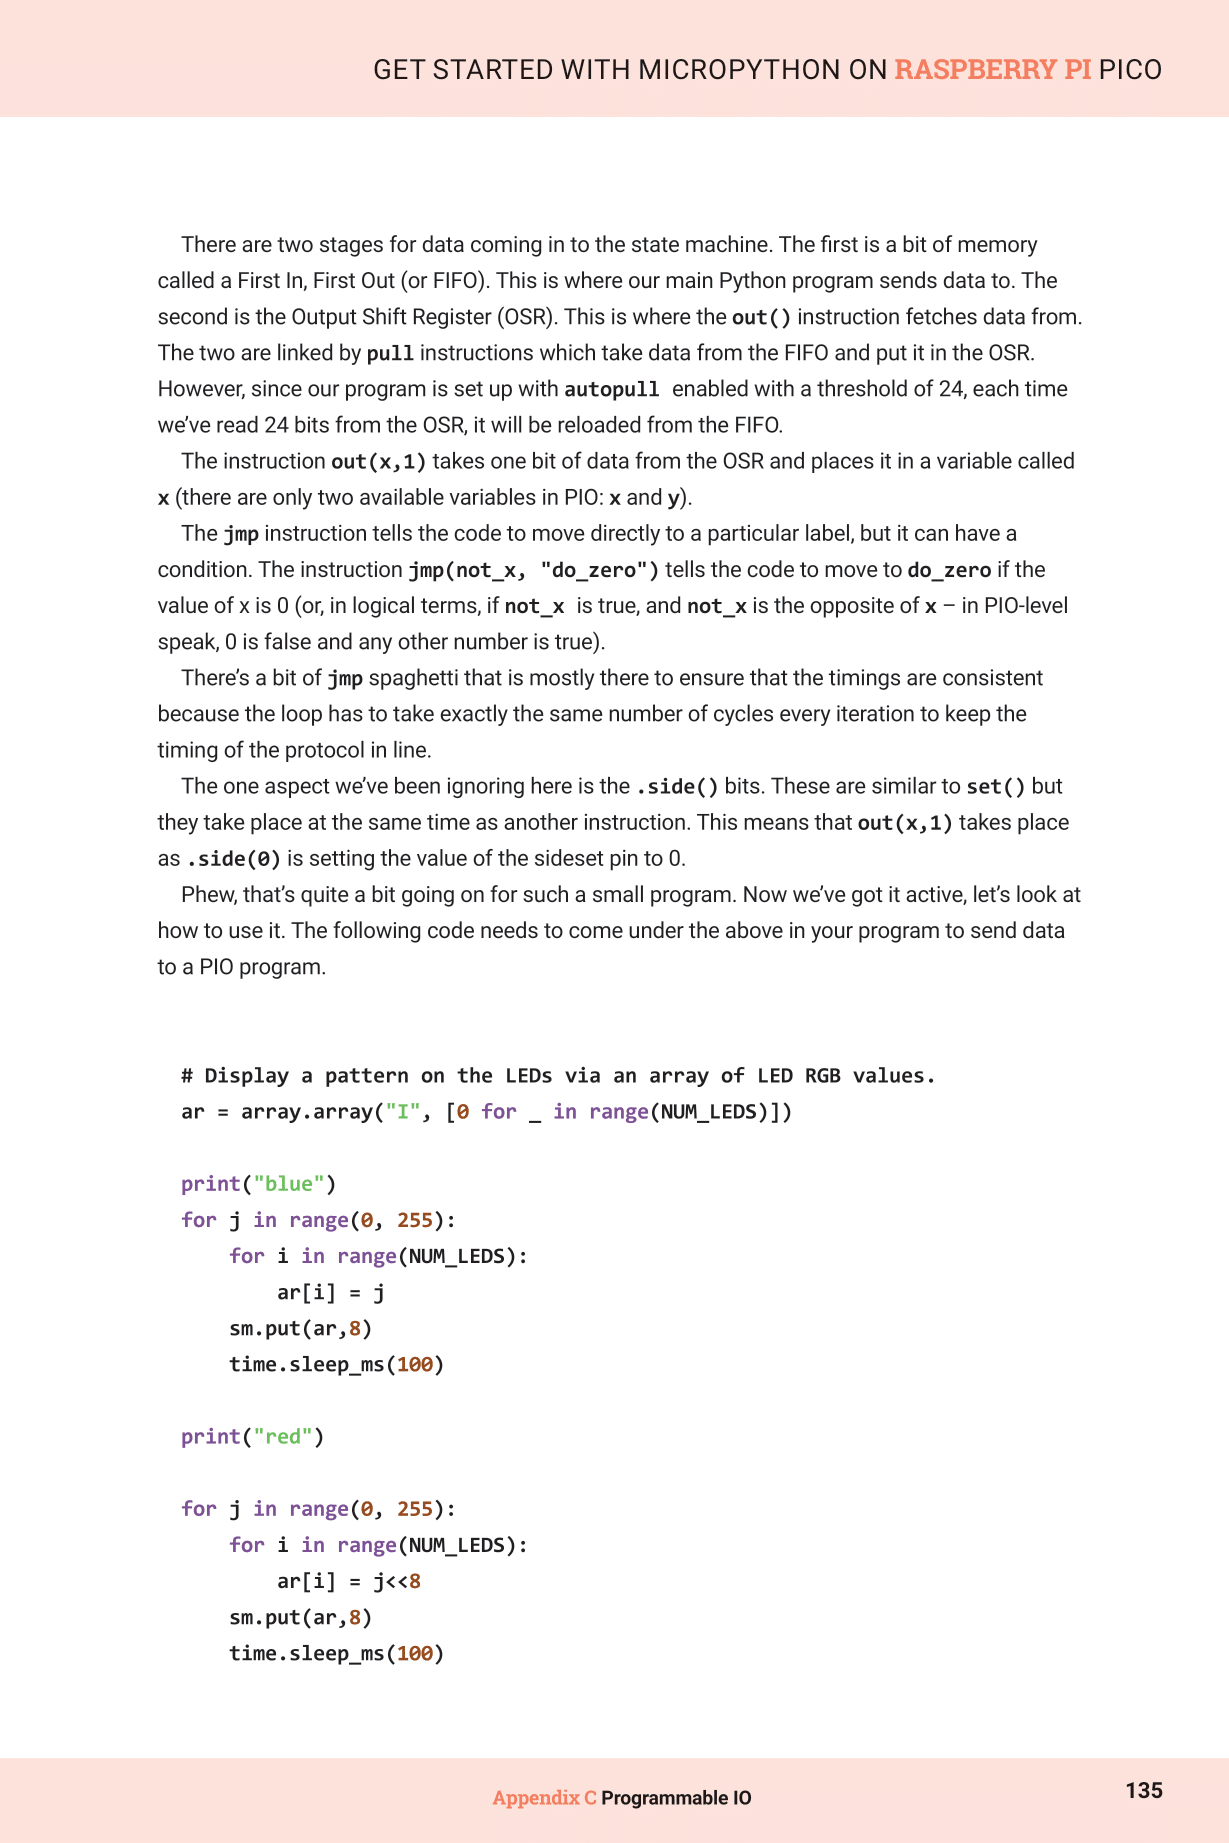 GET STARTED WITH MICROPYTHON ON RASPBERRY PI PICO
There are two stages for data coming in to the state machine. The first is a bit of memory
called a First In, First Out (or FIFO). This is where our main Python program sends data to. The
second is the Output Shift Register (OSR). This is where the out() instruction fetches data from.
The two are linked by pull instructions which take data from the FIFO and put it in the OSR.
However, since our program is set up with autopull enabled with a threshold of 24, each time
we’ve read 24 bits from the OSR, it will be reloaded from the FIFO.
The instruction out(x,1) takes one bit of data from the OSR and places it in a variable called
x (there are only two available variables in PIO: x and y).
The jmp instruction tells the code to move directly to a particular label, but it can have a
condition. The instruction jmp(not_x, "do_zero") tells the code to move to do_zero if the
value of x is 0 (or, in logical terms, if not_x is true, and not_x is the opposite of x – in PIO-level
speak, 0 is false and any other number is true).
There’s a bit of jmp spaghetti that is mostly there to ensure that the timings are consistent
because the loop has to take exactly the same number of cycles every iteration to keep the
timing of the protocol in line.
The one aspect we’ve been ignoring here is the .side() bits. These are similar to set() but
they take place at the same time as another instruction. This means that out(x,1) takes place
as .side(0) is setting the value of the sideset pin to 0.
Phew, that’s quite a bit going on for such a small program. Now we’ve got it active, let’s look at
how to use it. The following code needs to come under the above in your program to send data
to a PIO program.
# Display a pattern on the LEDs via an array of LED RGB values.
ar = array.array("I", [0 for _ in range(NUM_LEDS)])
print("blue")
for j in range(0, 255):
    for i in range(NUM_LEDS):
        ar[i] = j
    sm.put(ar,8)
    time.sleep_ms(100)
print("red")
for j in range(0, 255):
    for i in range(NUM_LEDS):
        ar[i] = j<<8
    sm.put(ar,8)
    time.sleep_ms(100)
Appendix C Programmable IO
135